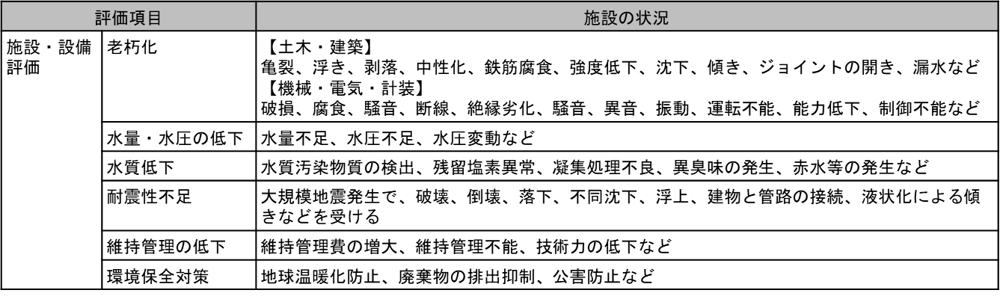 評価項目 施設の状況
施設・設備評価 老朽化 【土木・建築】
亀裂、浮き、剥落、中性化、鉄筋腐食、強度低下、沈下、傾き、ジョイントの開き、漏水など
【機械・電気・計装】
破損、腐食、騒音、断線、絶縁劣化、騒音、異音、振動、運転不能、能力低下、制御不能など
水量・水圧の低下 水量不足、水圧不足、水圧変動など
水質低下 水質汚染物質の検出、残留塩素異常、凝集処理不良、異臭味の発生、赤水等の発生など
耐震性不足 大規模地震発生で、破壊、倒壊、落下、不同沈下、浮上、建物と管路の接続、液状化による傾
きなどを受ける
維持管理の低下 維持管理費の増大、維持管理不能、技術力の低下など
環境保全対策 地球温暖化防止、廃棄物の排出抑制、公害防止など